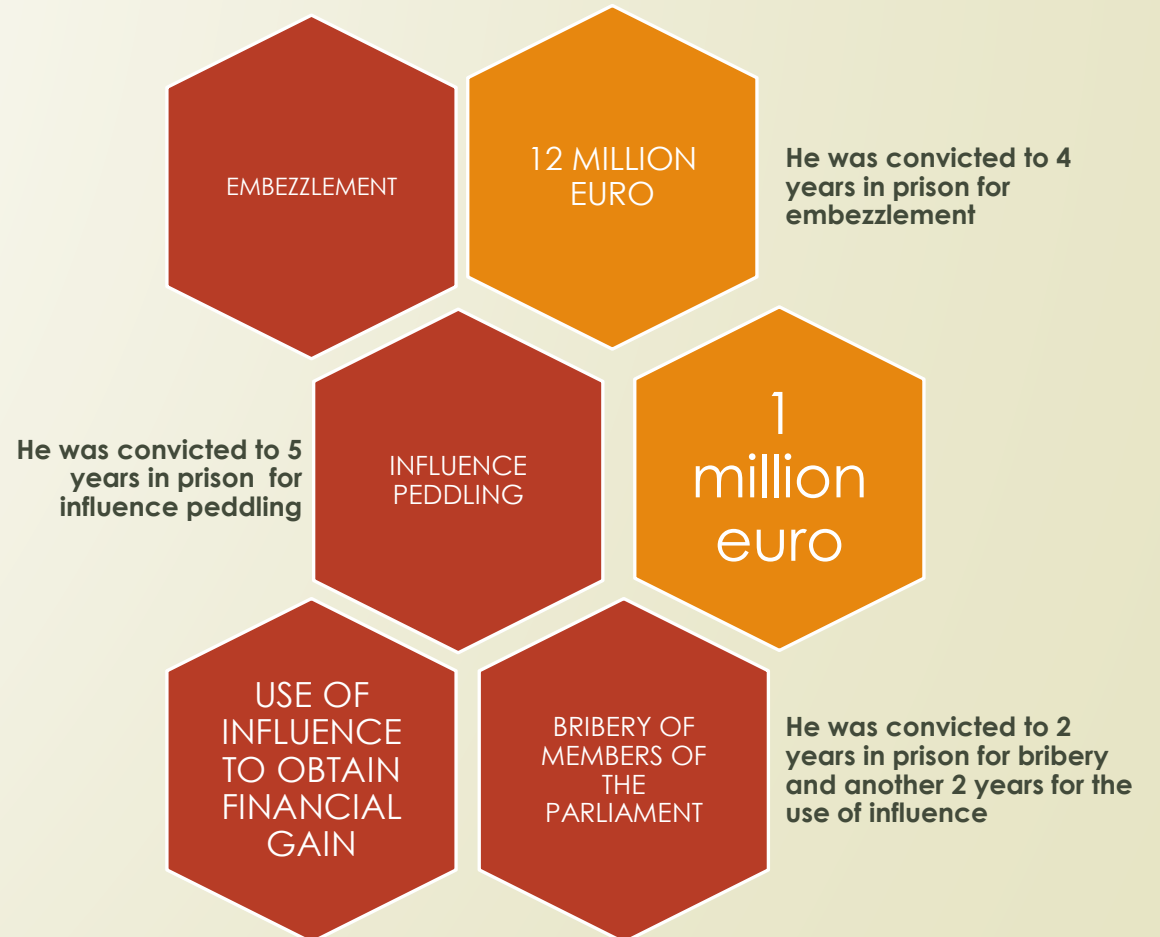 EMBEZZLEMENT
12 MILLION
EURO
He was convicted to 4
years in prison for
embezzlement
He was convicted to 5
years in prison for
influence peddling
INFLUENCE
PEDDLING
1
million
euro
USE OF
INFLUENCE
TO OBTAIN
FINANCIAL
GAIN
BRIBERY OF
MEMBERS OF
THE
PARLIAMENT
He was convicted to 2
years in prison for bribery
and another 2 years for the
use of influence